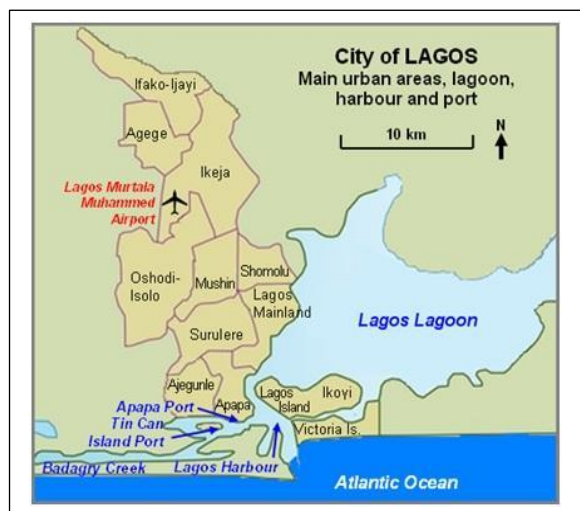 City of LAGOS
Main urban areas, lagoon,
harbour and port
10 km
N
Ifako-Ijayi
Agege
Ikeja
Lagos Murtala
Muhammed
Airport
Oshodi-
Isolo
Mushin
Shomolu
Lagos
Mainland
Surulere
Lagos Lagoon
Ajegunle
Apapa
Lagos
Island
Ikoyi
Victoria Is.
Apapa Port
Tin Can
Island Port
Badagry Creek
Lagos Harbour
Atlantic Ocean